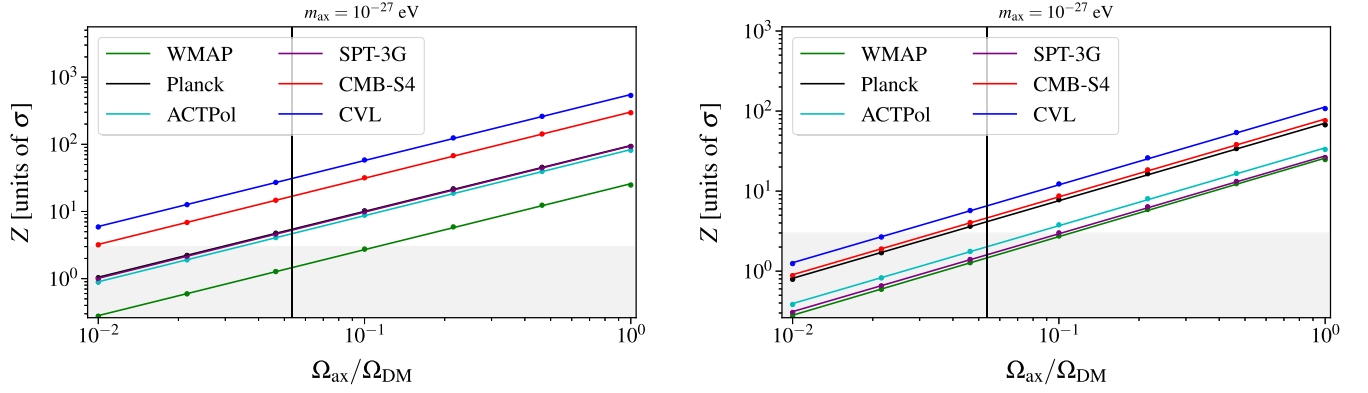 m_ax = 10^−27 eV
WMAP
Planck
ACTPol
SPT-3G
CMB-S4
CVL
Z [units of σ]
10^3
10^2
10^1
10^0
10^−2
10^−1
10^0
Ω_ax/Ω_DM
m_ax = 10^−27 eV
WMAP
Planck
ACTPol
SPT-3G
CMB-S4
CVL
Z [units of σ]
10^3
10^2
10^1
10^0
10^−2
10^−1
10^0
Ω_ax/Ω_DM